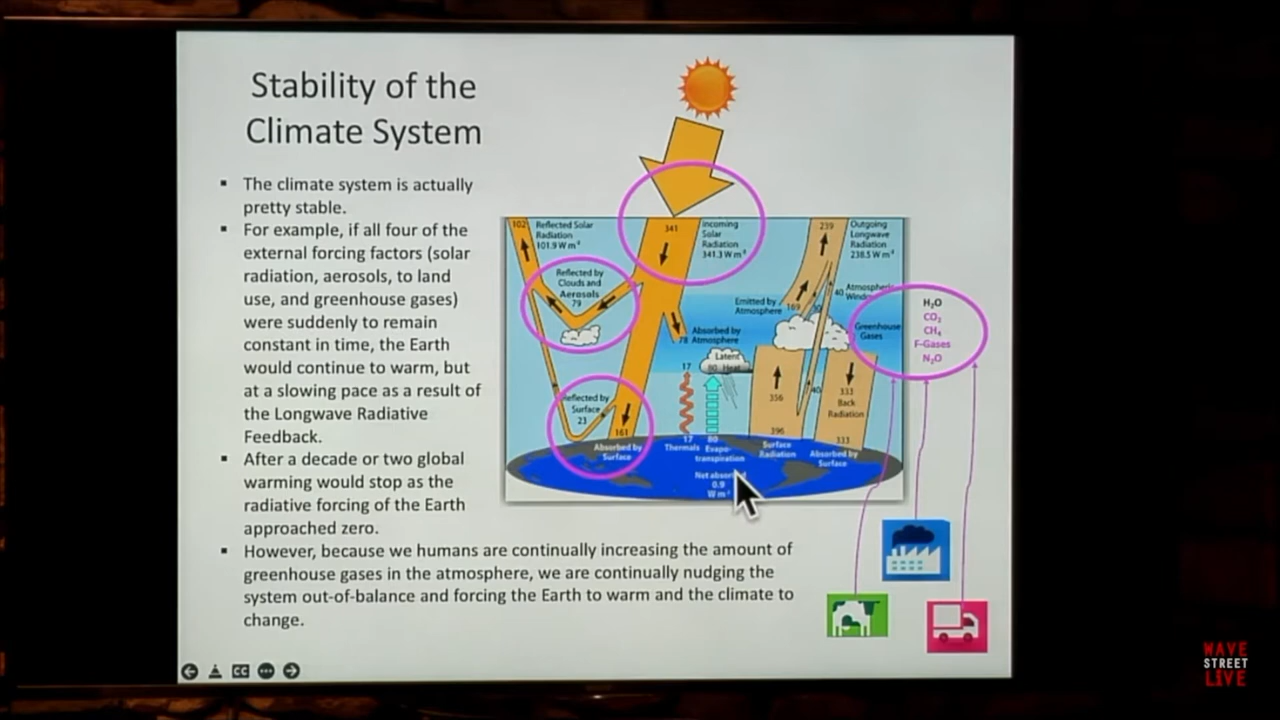 Stability of the
Climate System
▪ The climate system is actually
pretty stable.
▪ For example, if all four of the
external forcing factors (solar
radiation, aerosols, to land
use, and greenhouse gases)
were suddenly to remain
constant in time, the Earth
would continue to warm, but
at a slowing pace as a result of
the Longwave Radiative
Feedback.
▪ After a decade or two global
warming would stop as the
radiative forcing of the Earth
approached zero.
▪ However, because we humans are continually increasing the amount of
greenhouse gases in the atmosphere, we are continually nudging the
system out-of-balance and forcing the Earth to warm and the climate to
change.
102
Reflected Solar
Radiation
101.9 W m⁻²
341
Incoming
Solar
Radiation
341.3 W m⁻²
239
Outgoing
Longwave
Radiation
238.5 W m⁻²
Reflected by
Clouds and
Aerosols
79
Emitted by
Atmosphere
169
30
40
Atmospheric
Window
Greenhouse
Gases
H₂O
CO₂
CH₄
F-Gases
N₂O
78
Absorbed by
Atmosphere
17
Latent
80 Heat
Reflected by
Surface
23
161
Absorbed by
Surface
17
Thermals
80
Evapo-
transpiration
356
40
396
Surface
Radiation
333
Back
Radiation
333
Absorbed by
Surface
Net absorbed
0.9
W m⁻²
CC
WAVE
STREET
LIVE